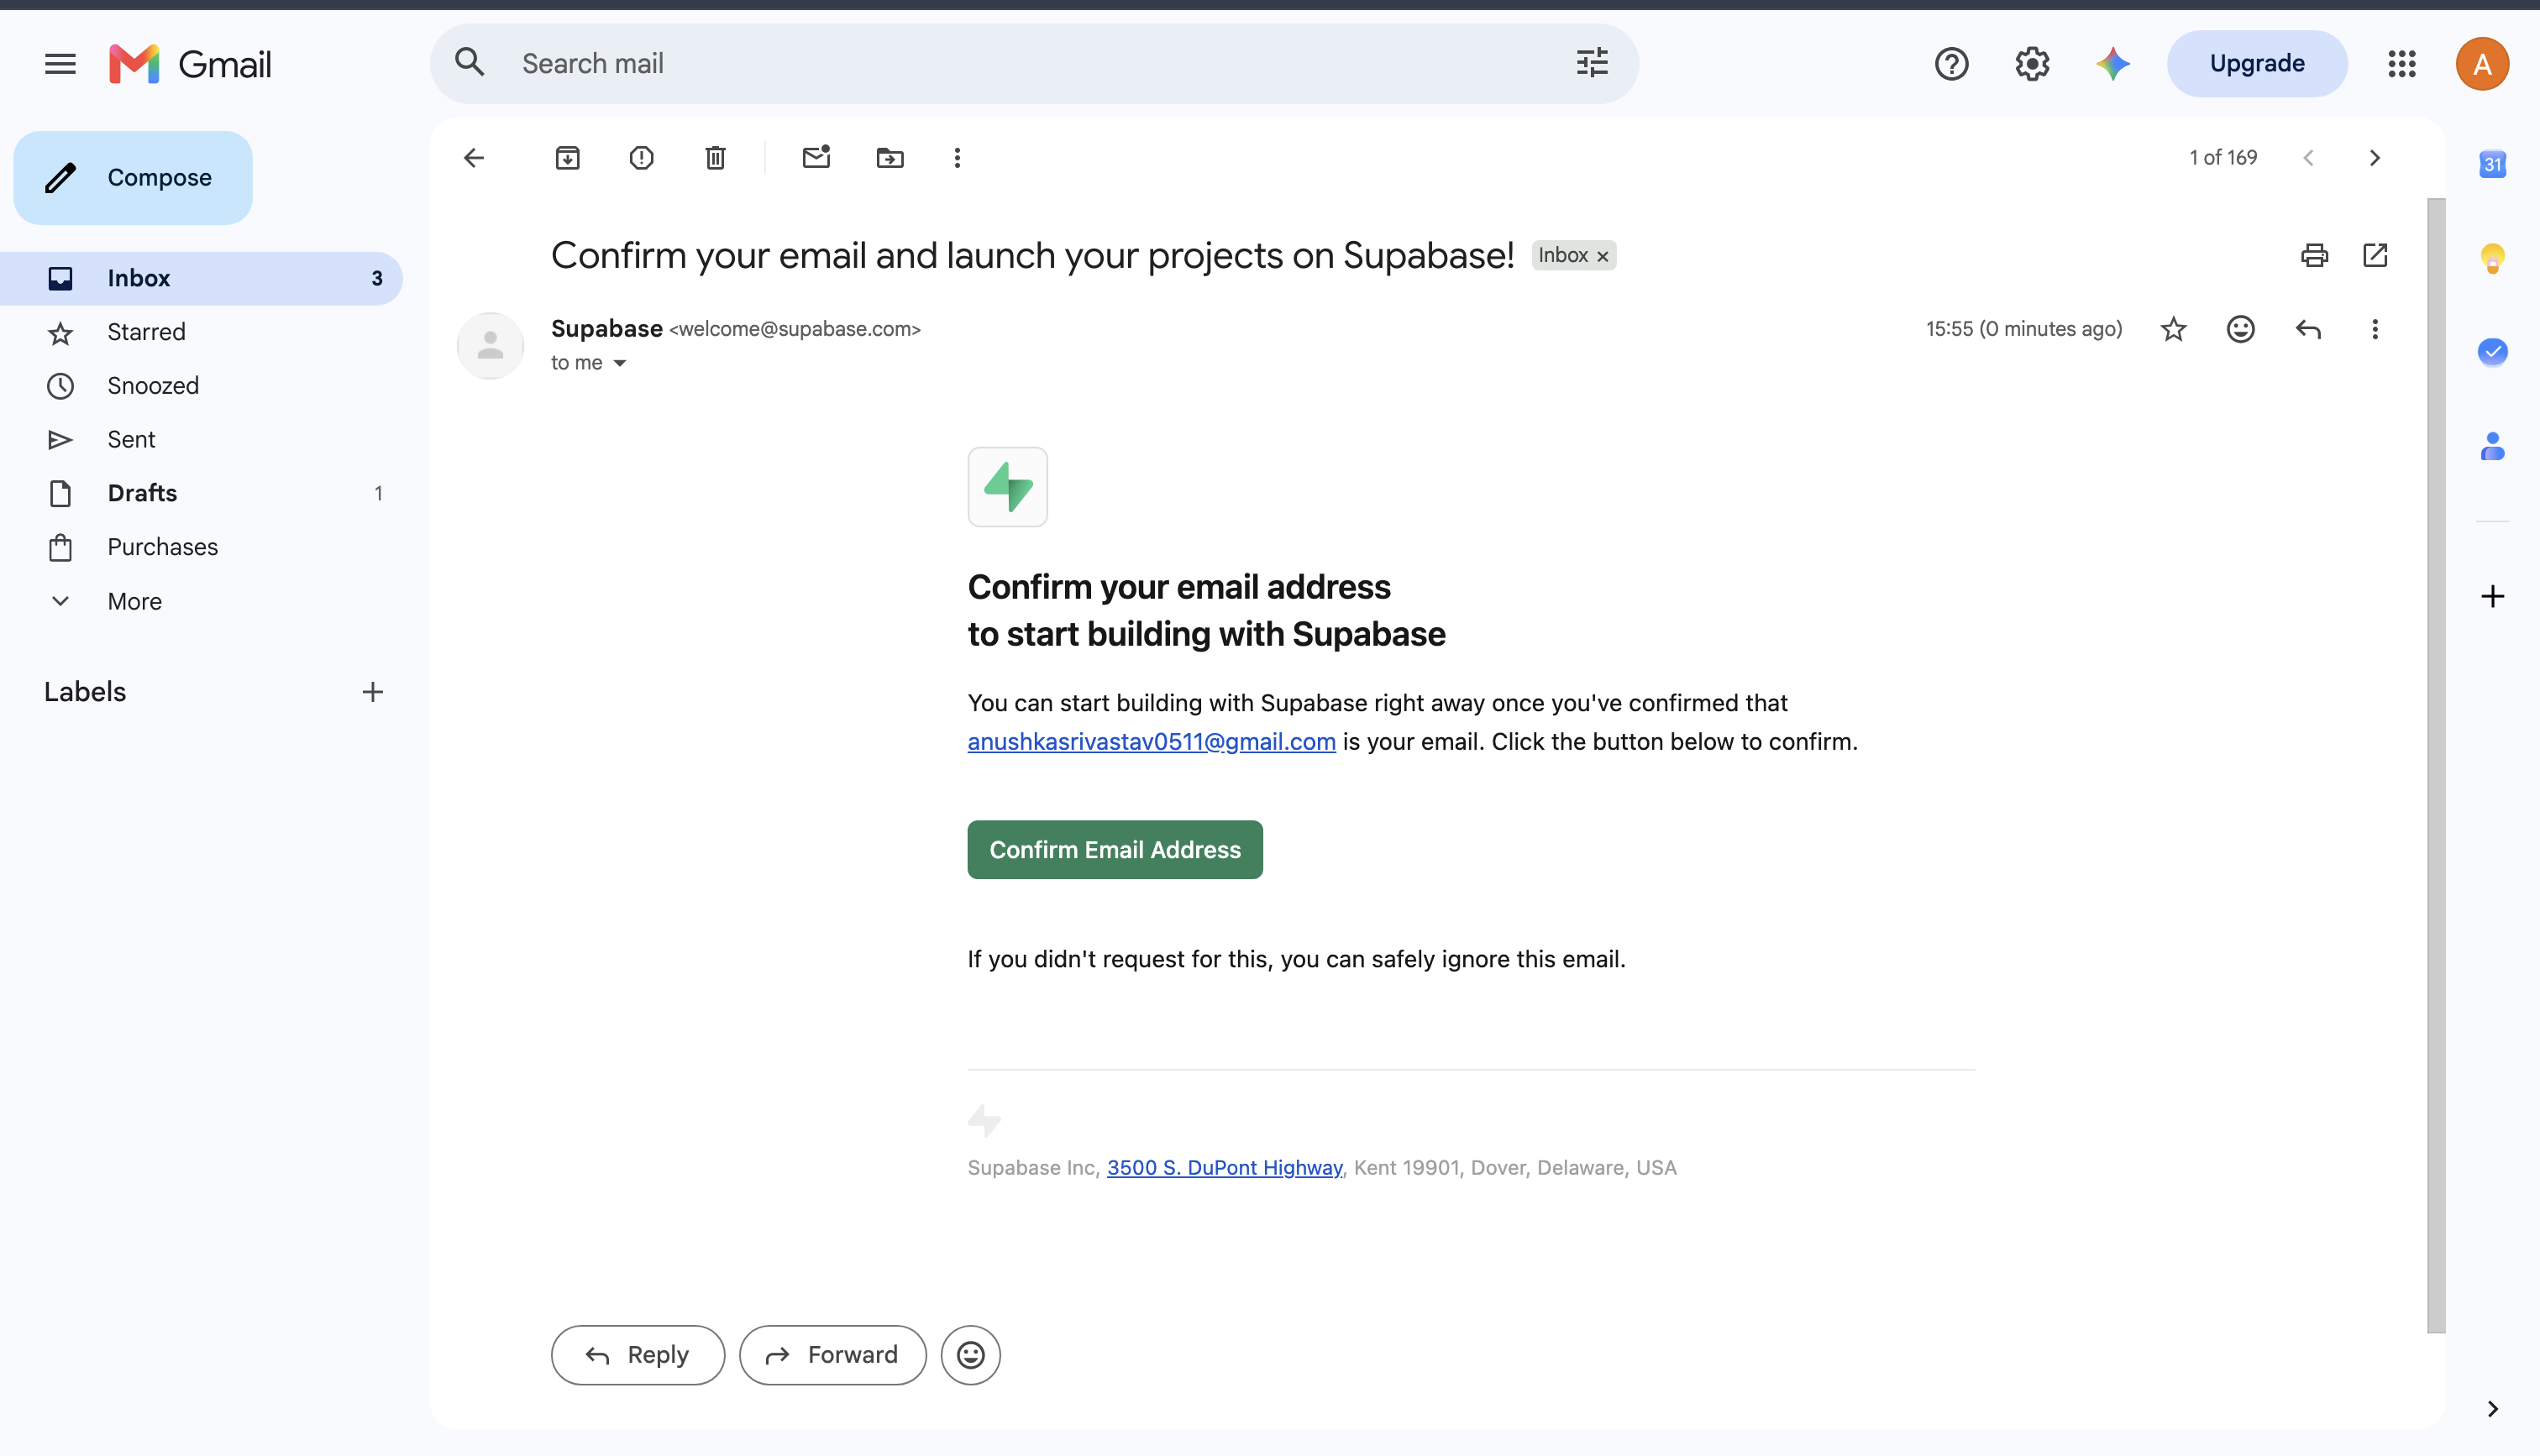 Gmail
Search mail
Upgrade
A
Compose
1 of 169
31
Inbox 3
Starred
Snoozed
Sent
Drafts 1
Purchases
More
Labels
Confirm your email and launch your projects on Supabase! Inbox ×
Supabase <welcome@supabase.com> 15:55 (0 minutes ago)
to me
Confirm your email address
to start building with Supabase
You can start building with Supabase right away once you've confirmed that
anushkasrivastav0511@gmail.com is your email. Click the button below to confirm.
Confirm Email Address
If you didn't request for this, you can safely ignore this email.
Supabase Inc, 3500 S. DuPont Highway, Kent 19901, Dover, Delaware, USA
Reply Forward